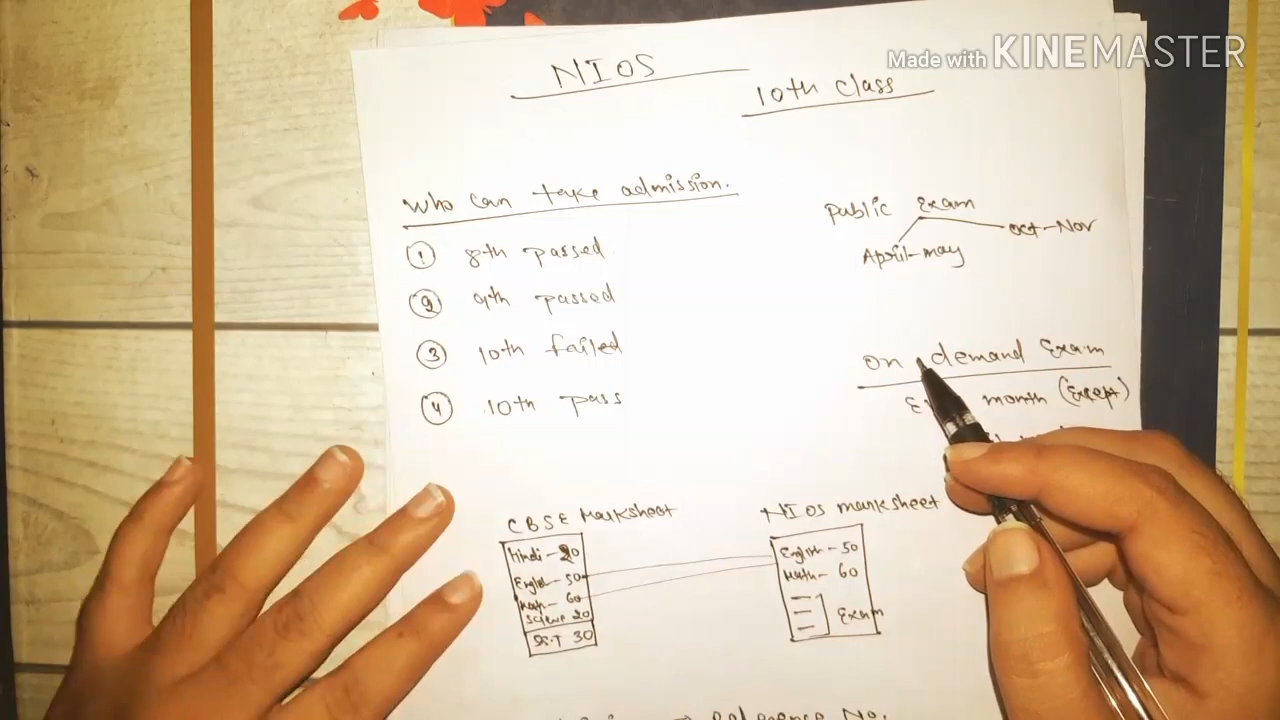 Made with KINEMASTER
NIOS
10th class
who can take admission.
① 8th passed
② 9th passed
③ 10th failed
④ 10th pass
Public Exam
April-may
oct-Nov
on demand Exam
month (Except)
CBSE Marksheet
Hindi-20
English-50
Math-60
Science 20
S.S.T 30
NIOS marksheet
English-50
Math-60
Exam
Reference No.